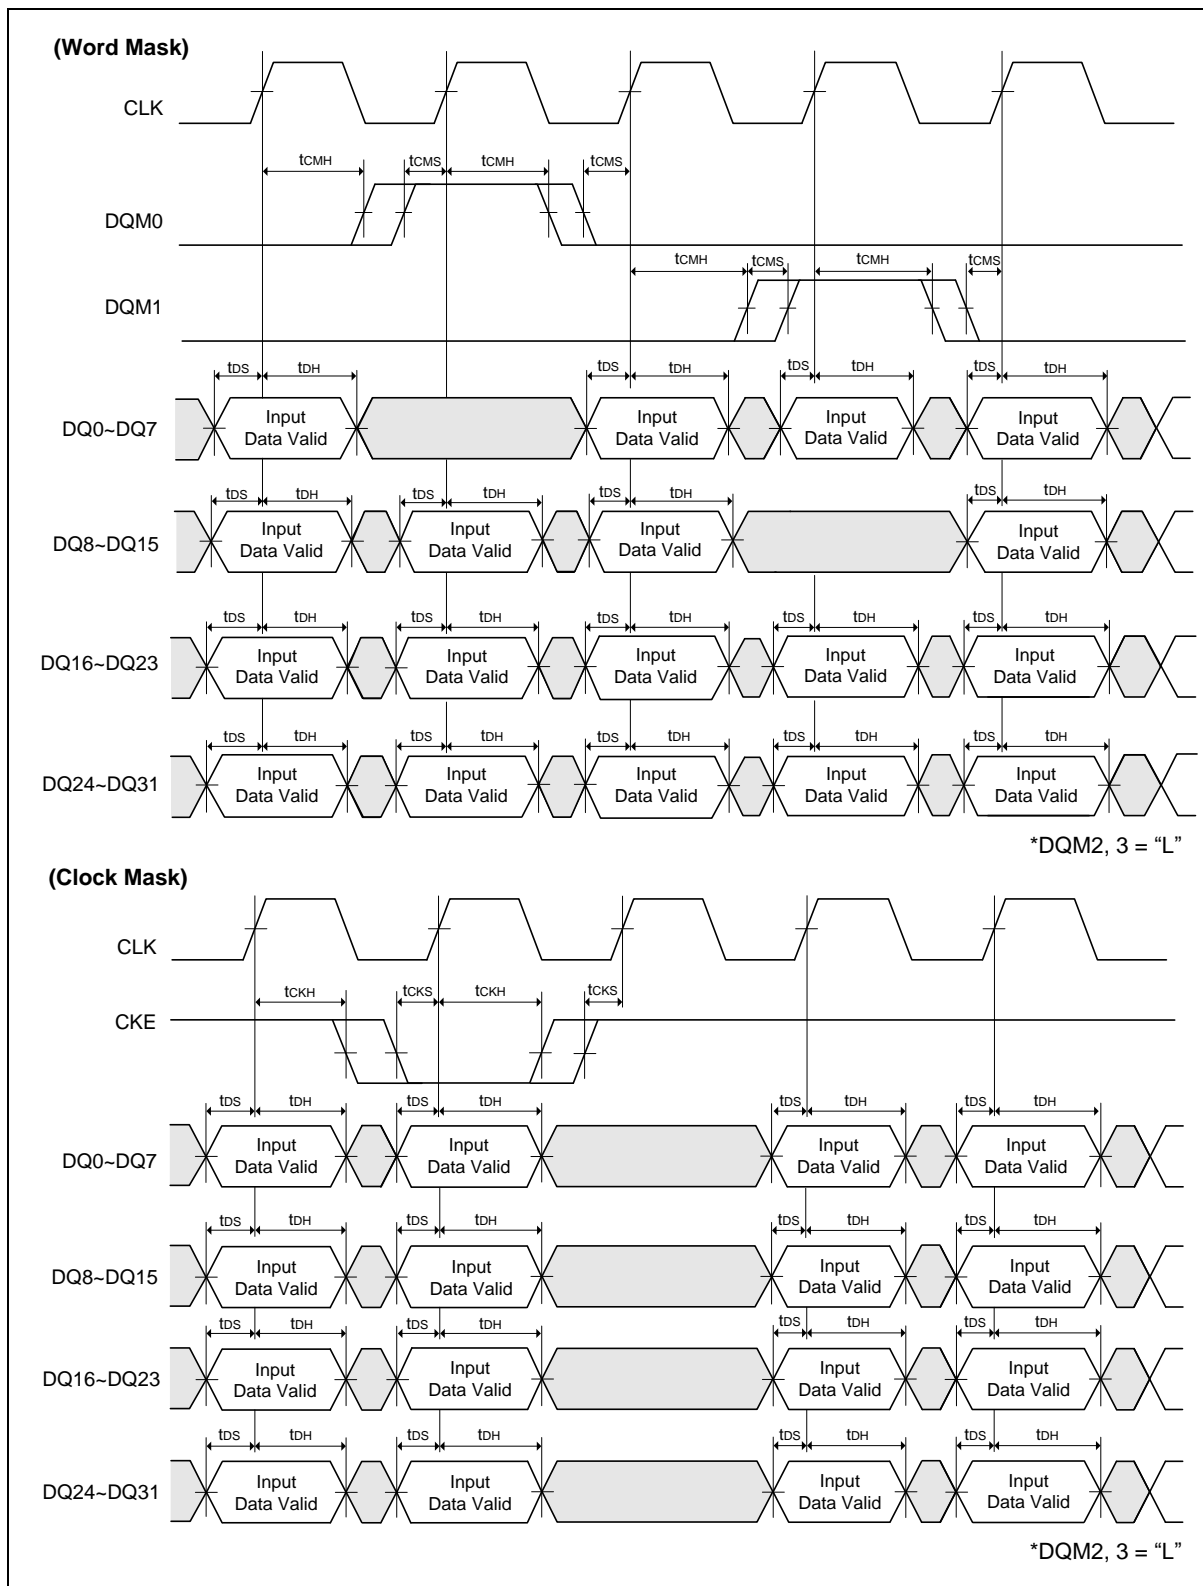 (Word Mask)
CLK
tCMH tCMS tCMH tCMS
DQM0
tCMH tCMS tCMH tCMS
DQM1
tDS tDH tDS tDH tDS tDH tDS tDH
DQ0~DQ7
Input Data Valid
Input Data Valid
Input Data Valid
Input Data Valid
tDS tDH tDS tDH tDS tDH tDS tDH
DQ8~DQ15
Input Data Valid
Input Data Valid
Input Data Valid
Input Data Valid
tDS tDH tDS tDH tDS tDH tDS tDH tDS tDH
DQ16~DQ23
Input Data Valid
Input Data Valid
Input Data Valid
Input Data Valid
Input Data Valid
tDS tDH tDS tDH tDS tDH tDS tDH tDS tDH
DQ24~DQ31
Input Data Valid
Input Data Valid
Input Data Valid
Input Data Valid
Input Data Valid
*DQM2, 3 = “L”
(Clock Mask)
CLK
tCKH tCKS tCKH tCKS
CKE
tDS tDH tDS tDH tDS tDH tDS tDH
DQ0~DQ7
Input Data Valid
Input Data Valid
Input Data Valid
Input Data Valid
tDS tDH tDS tDH tDS tDH tDS tDH
DQ8~DQ15
Input Data Valid
Input Data Valid
Input Data Valid
Input Data Valid
tDS tDH tDS tDH tDS tDH tDS tDH
DQ16~DQ23
Input Data Valid
Input Data Valid
Input Data Valid
Input Data Valid
tDS tDH tDS tDH tDS tDH tDS tDH
DQ24~DQ31
Input Data Valid
Input Data Valid
Input Data Valid
Input Data Valid
*DQM2, 3 = “L”